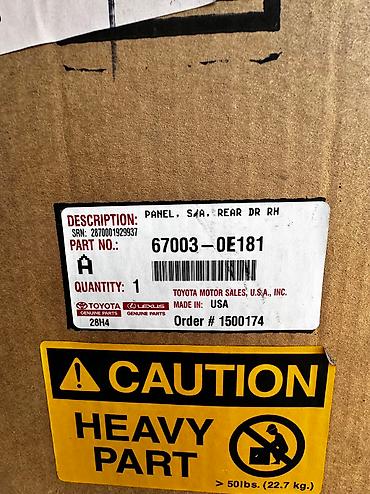 DESCRIPTION: PANEL, S/A, REAR DR RH
SRN: 2870001929937
PART NO.: 67003-0E181
A
QUANTITY: 1 TOYOTA MOTOR SALES, U.S.A., INC.
TOYOTA LEXUS MADE IN: USA
GENUINE PARTS GENUINE PARTS
28H4 Order # 1500174
CAUTION
HEAVY
PART
> 50lbs. (22.7 kg.)